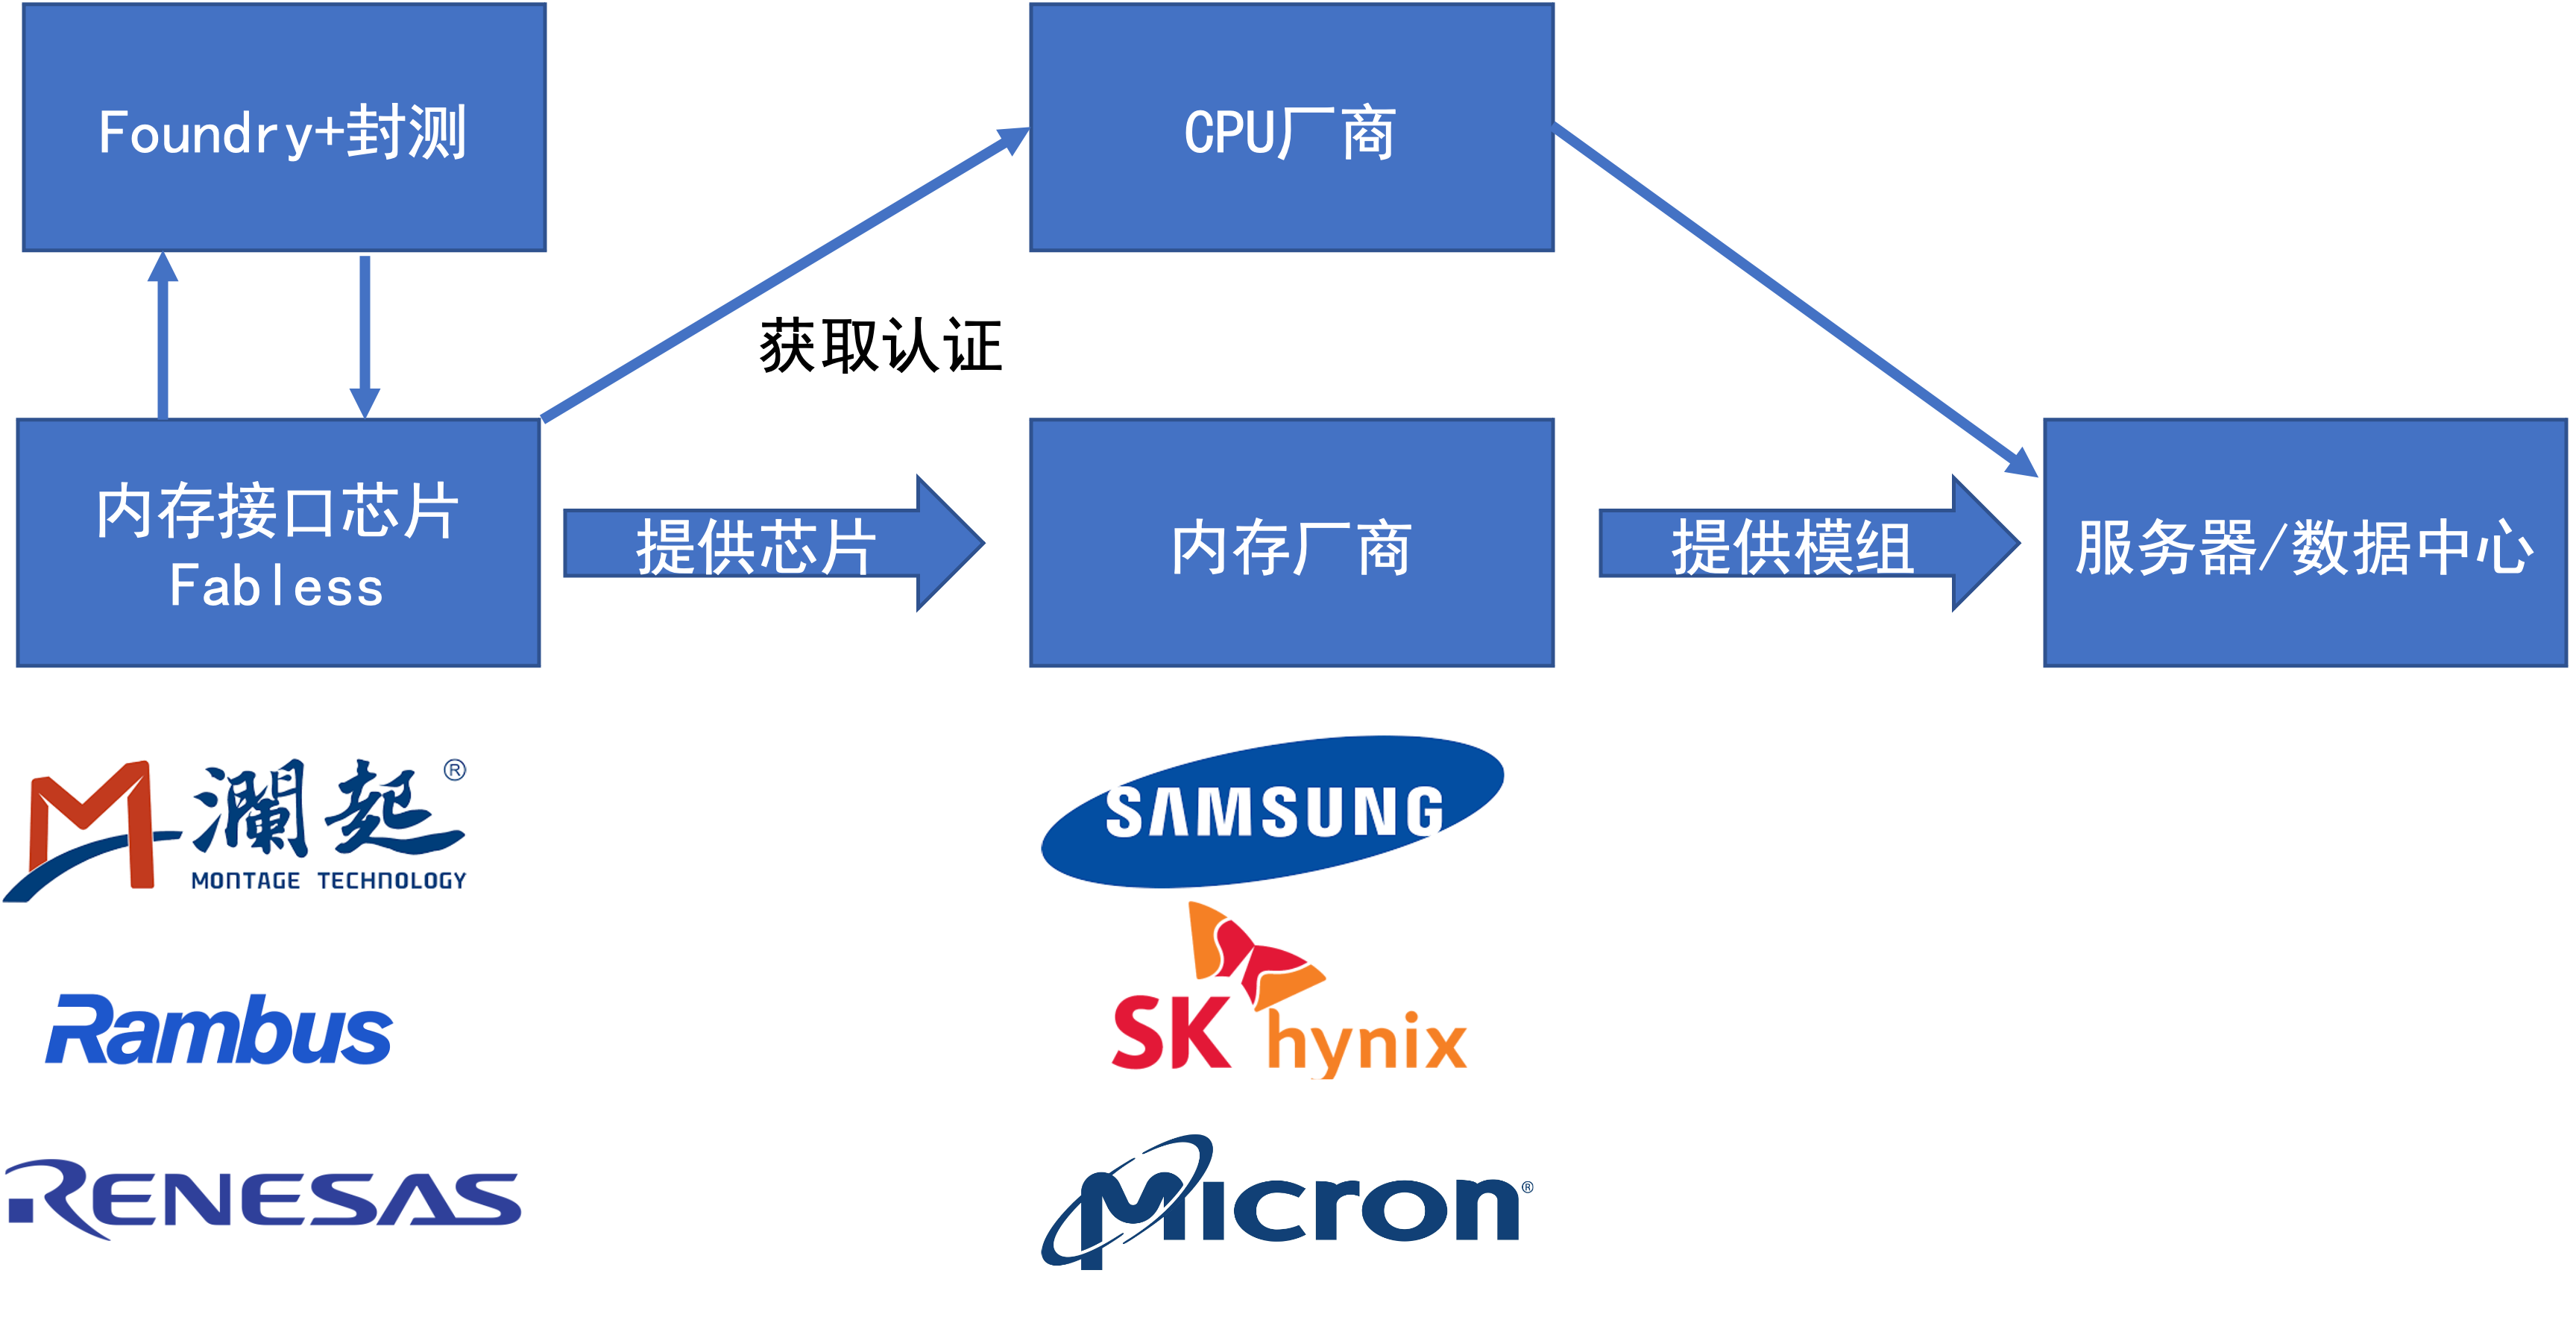 Foundry+封测
CPU厂商
获取认证
内存接口芯片
Fabless
提供芯片
内存厂商
提供模组
服务器/数据中心
澜起®
MONTAGE TECHNOLOGY
SAMSUNG
SK hynix
Rambus
Micron®
RENESAS